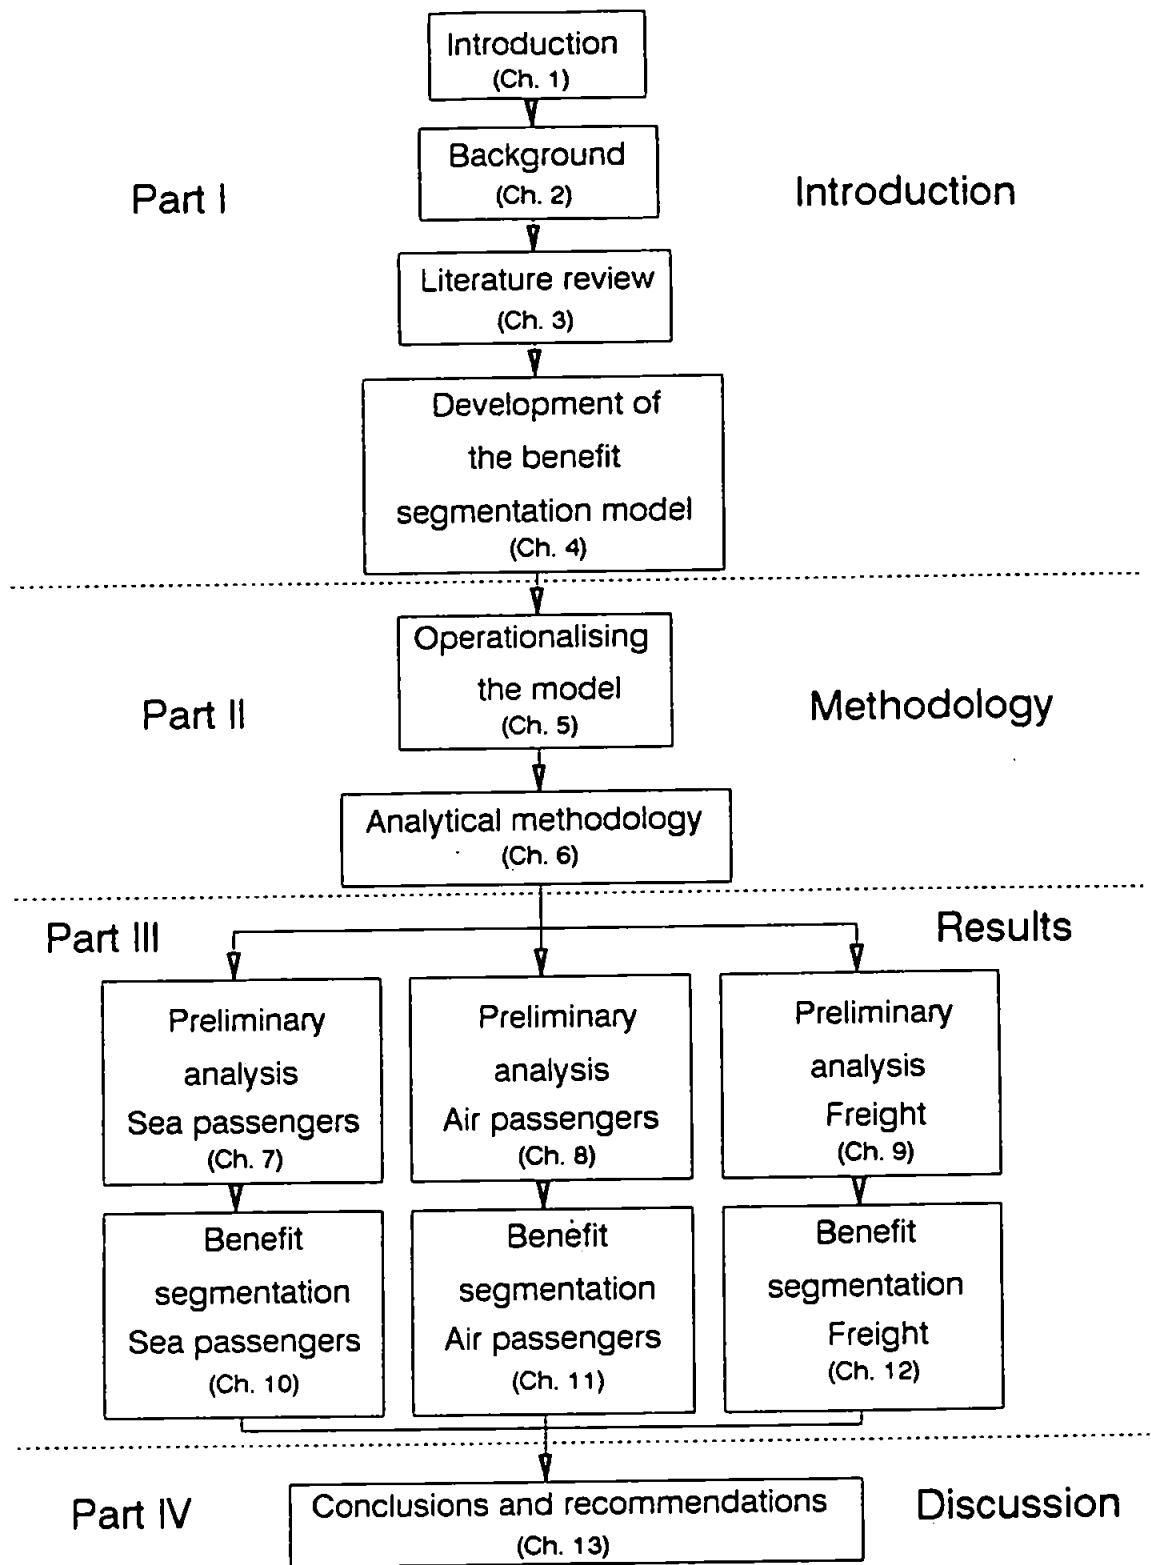 Introduction
(Ch. 1)
Background
(Ch. 2)
Part I
Introduction
Literature review
(Ch. 3)
Development of
the benefit
segmentation model
(Ch. 4)
Operationalising
the model
(Ch. 5)
Part II
Methodology
Analytical methodology
(Ch. 6)
Part III
Results
Preliminary
analysis
Sea passengers
(Ch. 7)
Preliminary
analysis
Air passengers
(Ch. 8)
Preliminary
analysis
Freight
(Ch. 9)
Benefit
segmentation
Sea passengers
(Ch. 10)
Benefit
segmentation
Air passengers
(Ch. 11)
Benefit
segmentation
Freight
(Ch. 12)
Part IV
Conclusions and recommendations
(Ch. 13)
Discussion